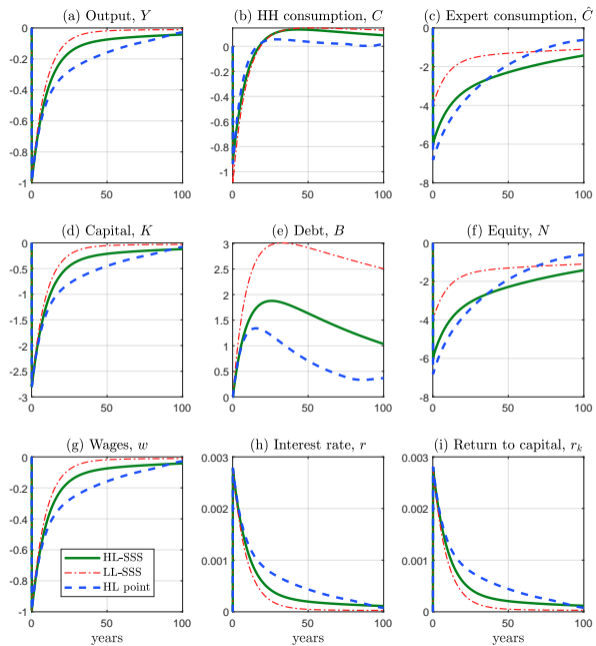 (a) Output, Y
(b) HH consumption, C
(c) Expert consumption, Ĉ
0
-0.2
-0.4
-0.6
-0.8
-1
0 50 100
0
-0.2
-0.4
-0.6
-0.8
-1
0 50 100
0
-2
-4
-6
-8
0 50 100
(d) Capital, K
(e) Debt, B
(f) Equity, N
0
-0.5
-1
-1.5
-2
-2.5
-3
0 50 100
3
2.5
2
1.5
1
0.5
0
0 50 100
0
-2
-4
-6
-8
0 50 100
(g) Wages, w
(h) Interest rate, r
(i) Return to capital, rₖ
0
-0.2
-0.4
-0.6
-0.8
-1
0 50 100
HL-SSS
LL-SSS
HL point
years
0.003
0.002
0.001
0
0 50 100
years
0.003
0.002
0.001
0
0 50 100
years